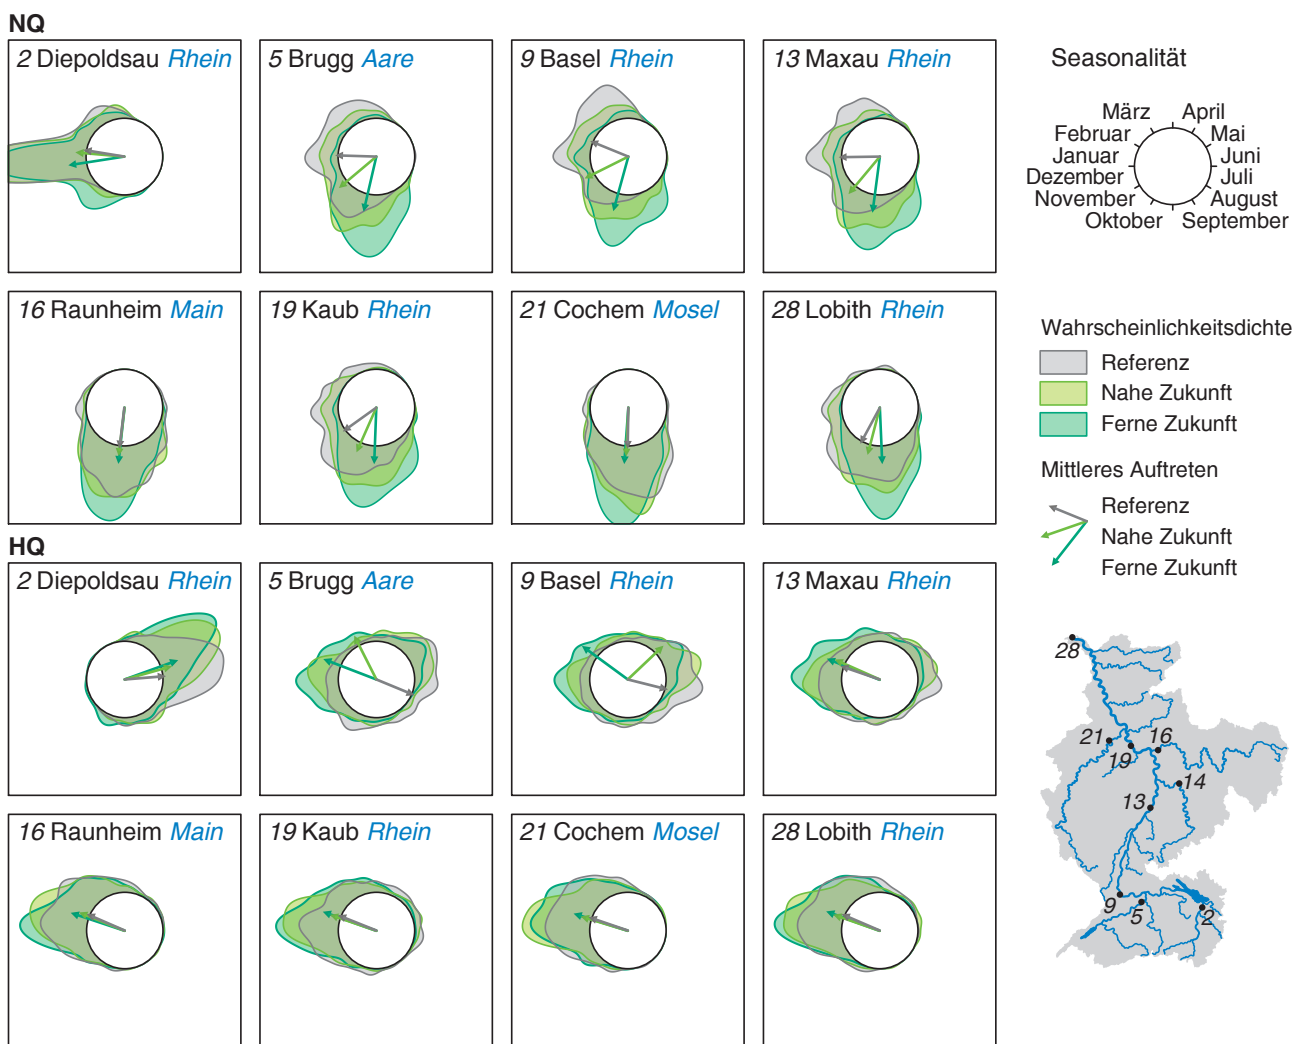 NQ
2 Diepoldsau Rhein
5 Brugg Aare
9 Basel Rhein
13 Maxau Rhein
16 Raunheim Main
19 Kaub Rhein
21 Cochem Mosel
28 Lobith Rhein
HQ
2 Diepoldsau Rhein
5 Brugg Aare
9 Basel Rhein
13 Maxau Rhein
16 Raunheim Main
19 Kaub Rhein
21 Cochem Mosel
28 Lobith Rhein
Seasonalität
März April
Februar Mai
Januar Juni
Dezember Juli
November August
Oktober September
Wahrscheinlichkeitsdichte
Referenz
Nahe Zukunft
Ferne Zukunft
Mittleres Auftreten
Referenz
Nahe Zukunft
Ferne Zukunft
28
21
16
19
14
13
9
5
2